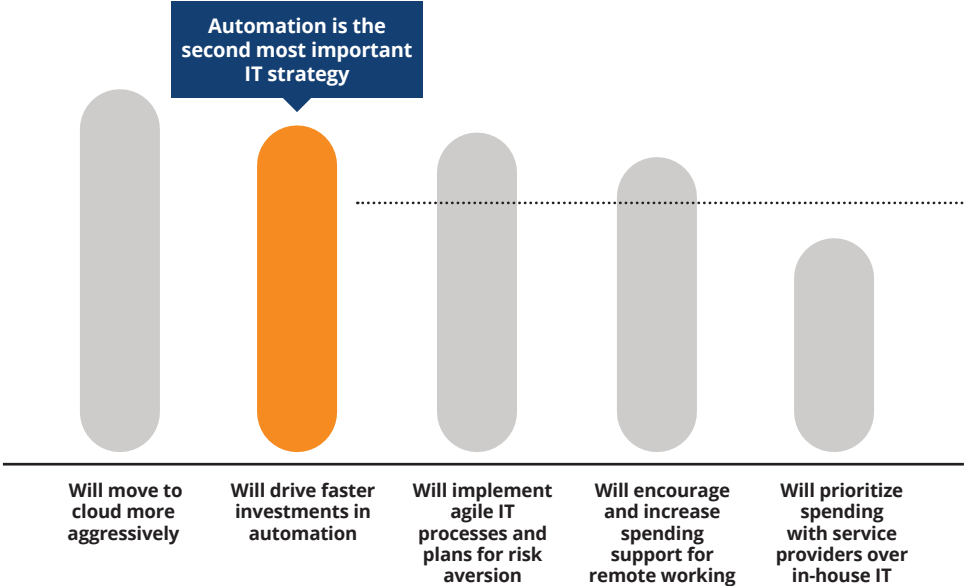 Automation is the
second most important
IT strategy
Will move to
cloud more
aggressively
Will drive faster
investments in
automation
Will implement
agile IT
processes and
plans for risk
aversion
Will encourage
and increase
spending
support for
remote working
Will prioritize
spending
with service
providers over
in-house IT